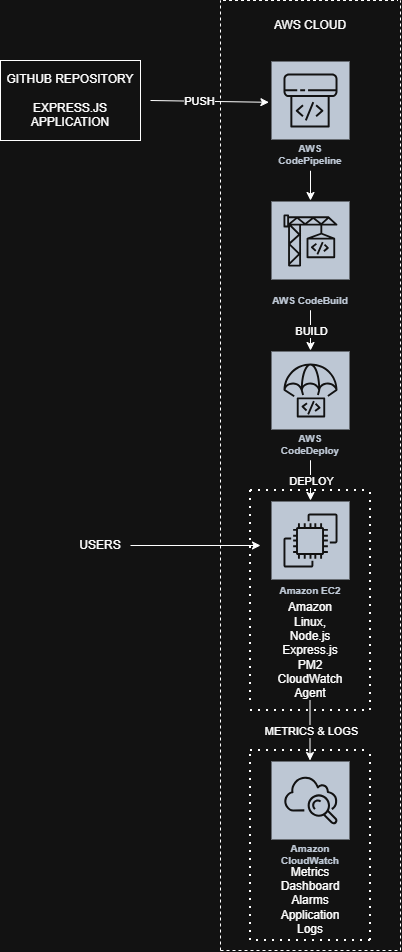 AWS CLOUD
GITHUB REPOSITORY
EXPRESS.JS
APPLICATION
PUSH
AWS
CodePipeline
AWS CodeBuild
BUILD
AWS
CodeDeploy
DEPLOY
USERS
Amazon EC2
Amazon
Linux,
Node.js
Express.js
PM2
CloudWatch
Agent
METRICS & LOGS
Amazon
CloudWatch
Metrics
Dashboard
Alarms
Application
Logs